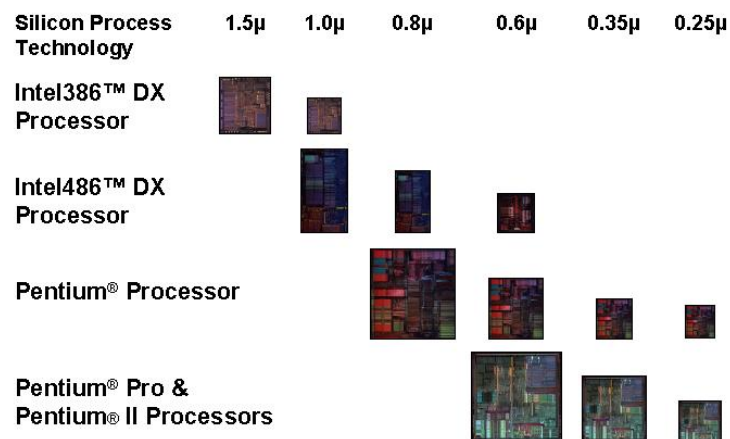 Silicon Process 1.5µ 1.0µ 0.8µ 0.6µ 0.35µ 0.25µ
Technology
Intel386™ DX
Processor
Intel486™ DX
Processor
Pentium® Processor
Pentium® Pro &
Pentium® II Processors